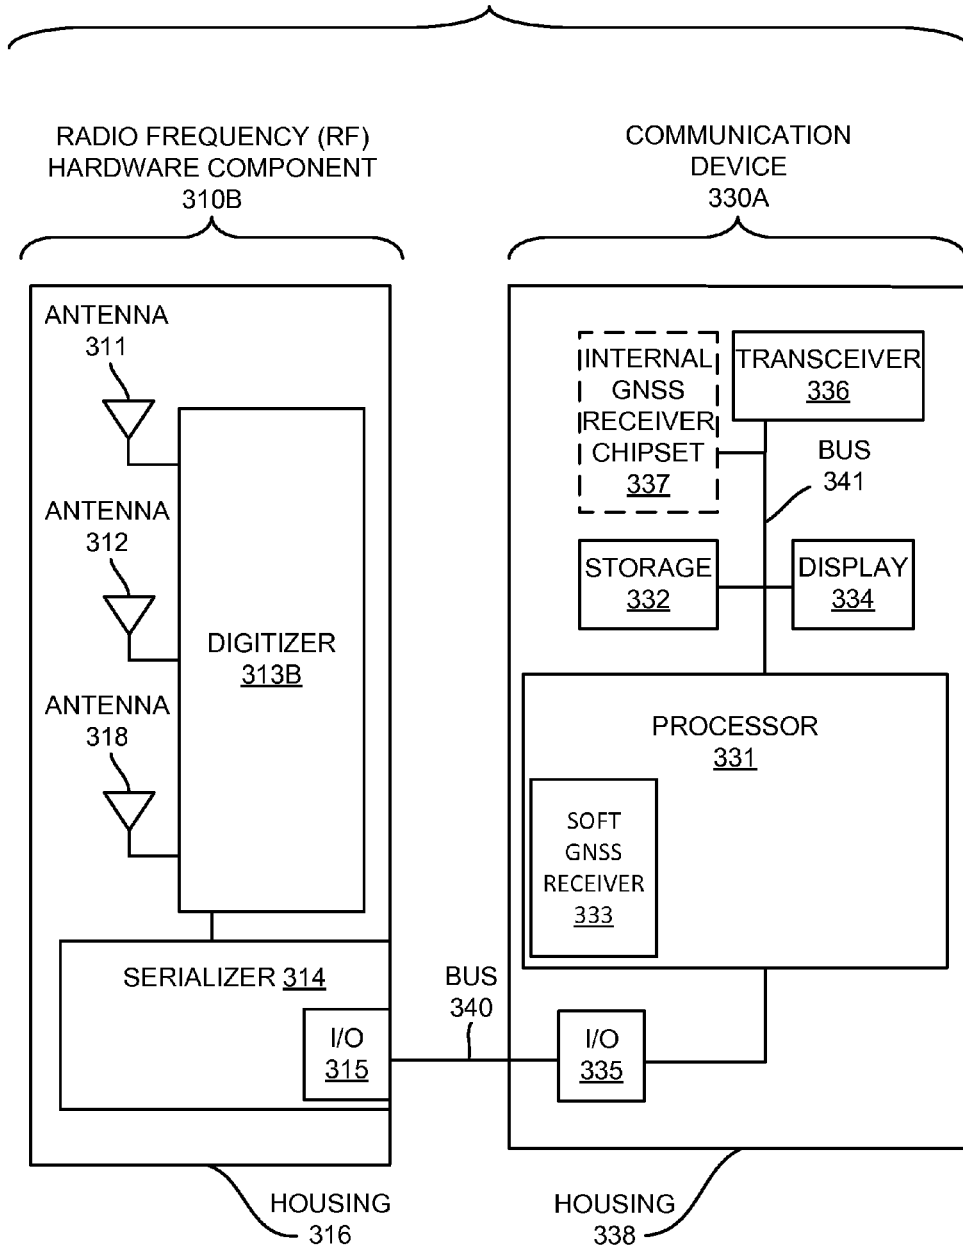 RADIO FREQUENCY (RF)
HARDWARE COMPONENT
310B
COMMUNICATION
DEVICE
330A
ANTENNA
311
ANTENNA
312
ANTENNA
318
DIGITIZER
313B
SERIALIZER 314
I/O
315
HOUSING
316
BUS
340
INTERNAL
GNSS
RECEIVER
CHIPSET
337
TRANSCEIVER
336
BUS
341
STORAGE
332
DISPLAY
334
PROCESSOR
331
SOFT
GNSS
RECEIVER
333
I/O
335
HOUSING
338